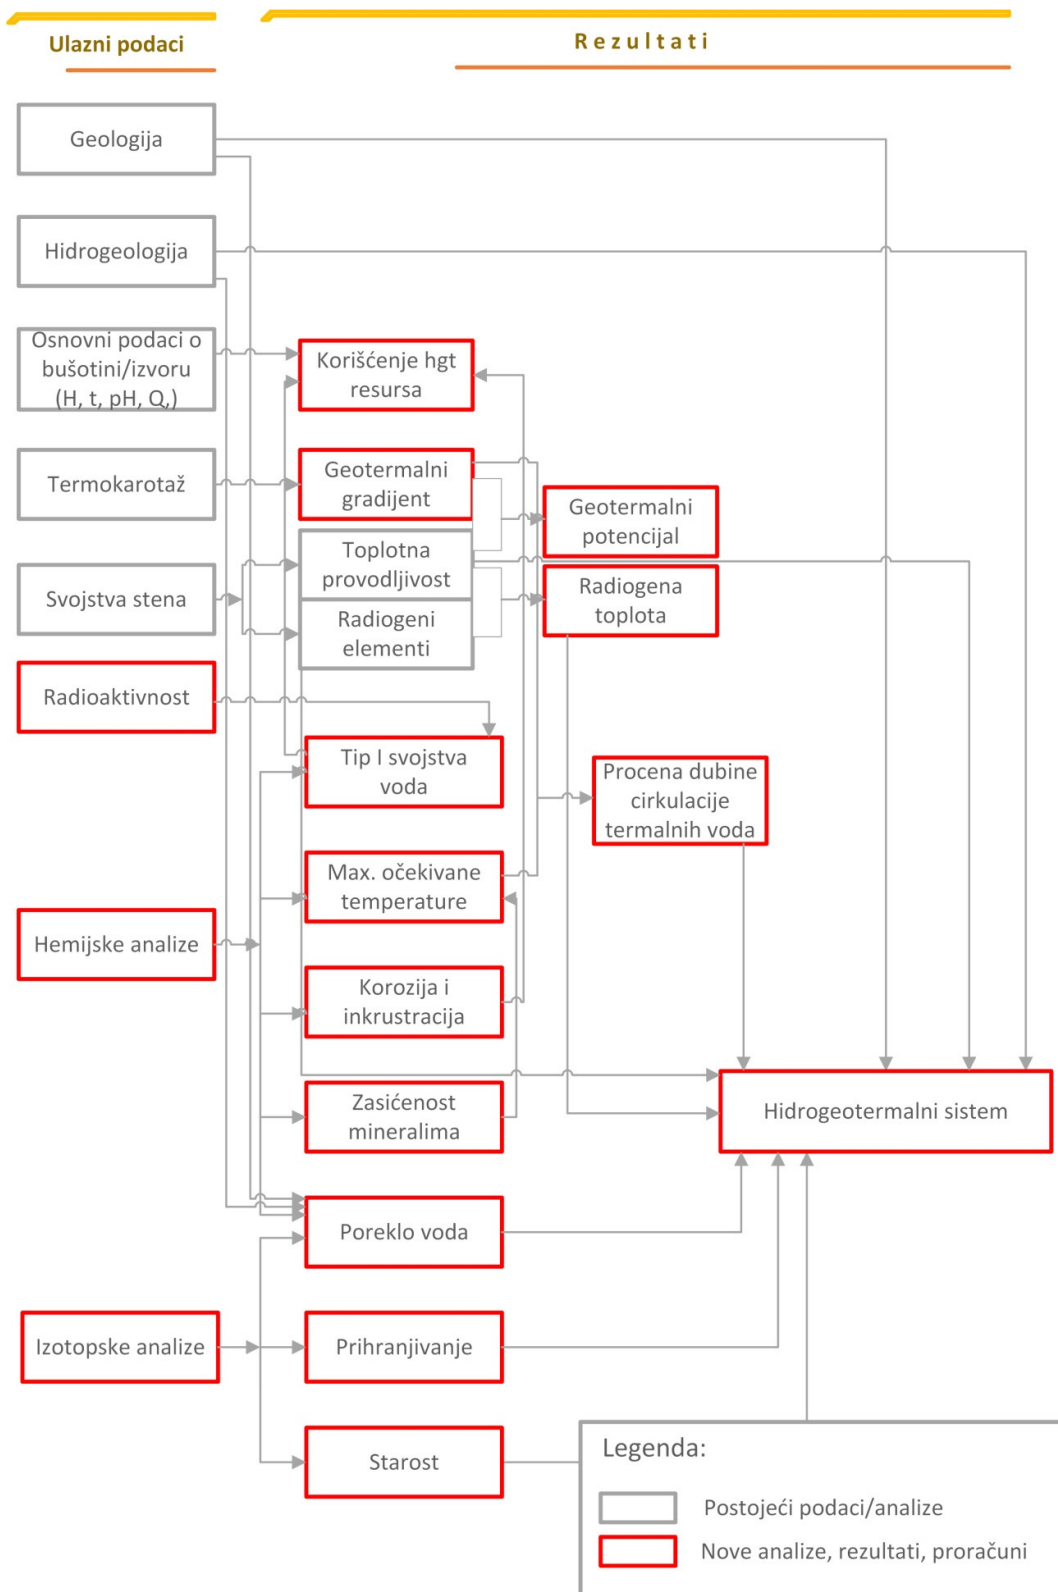 Ulazni podaci
Rezultati
Geologija
Hidrogeologija
Osnovni podaci o
bušotini/izvoru
(H, t, pH, Q,)
Korišćenje hgt
resursa
Termokarotaž
Geotermalni
gradijent
Geotermalni
potencijal
Toplotna
provodljivost
Svojstva stena
Radiogena
toplota
Radiogeni
elementi
Radioaktivnost
Tip I svojstva
voda
Procena dubine
cirkulacije
termalnih voda
Max. očekivane
temperature
Hemijske analize
Korozija i
inkrustracija
Zasićenost
mineralima
Hidrogeotermalni sistem
Poreklo voda
Izotopske analize
Prihranjivanje
Starost
Legenda:
Postojeći podaci/analize
Nove analize, rezultati, proračuni